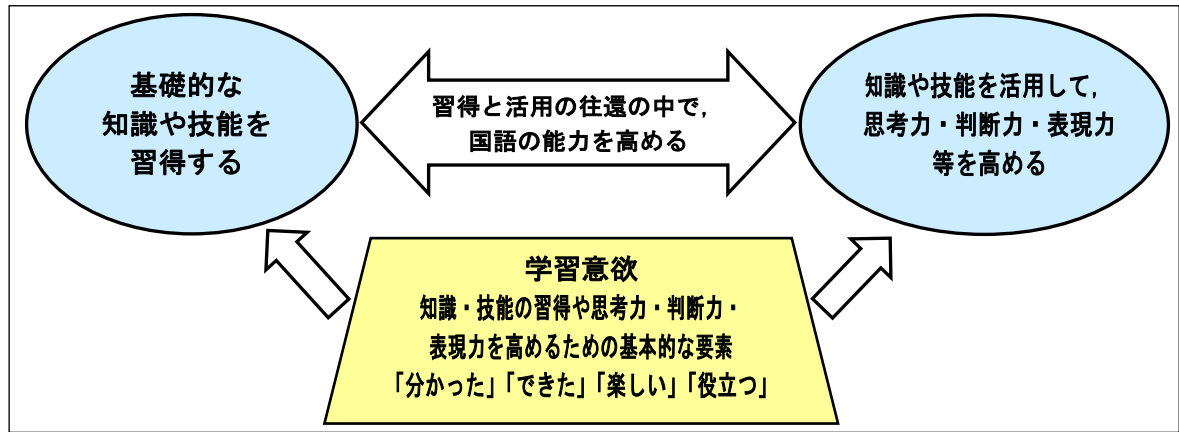 基礎的な
知識や技能を
習得する
習得と活用の往還の中で,
国語の能力を高める
知識や技能を活用して,
思考力・判断力・表現力
等を高める
学習意欲
知識・技能の習得や思考力・判断力・
表現力を高めるための基本的な要素
「分かった」「できた」「楽しい」「役立つ」